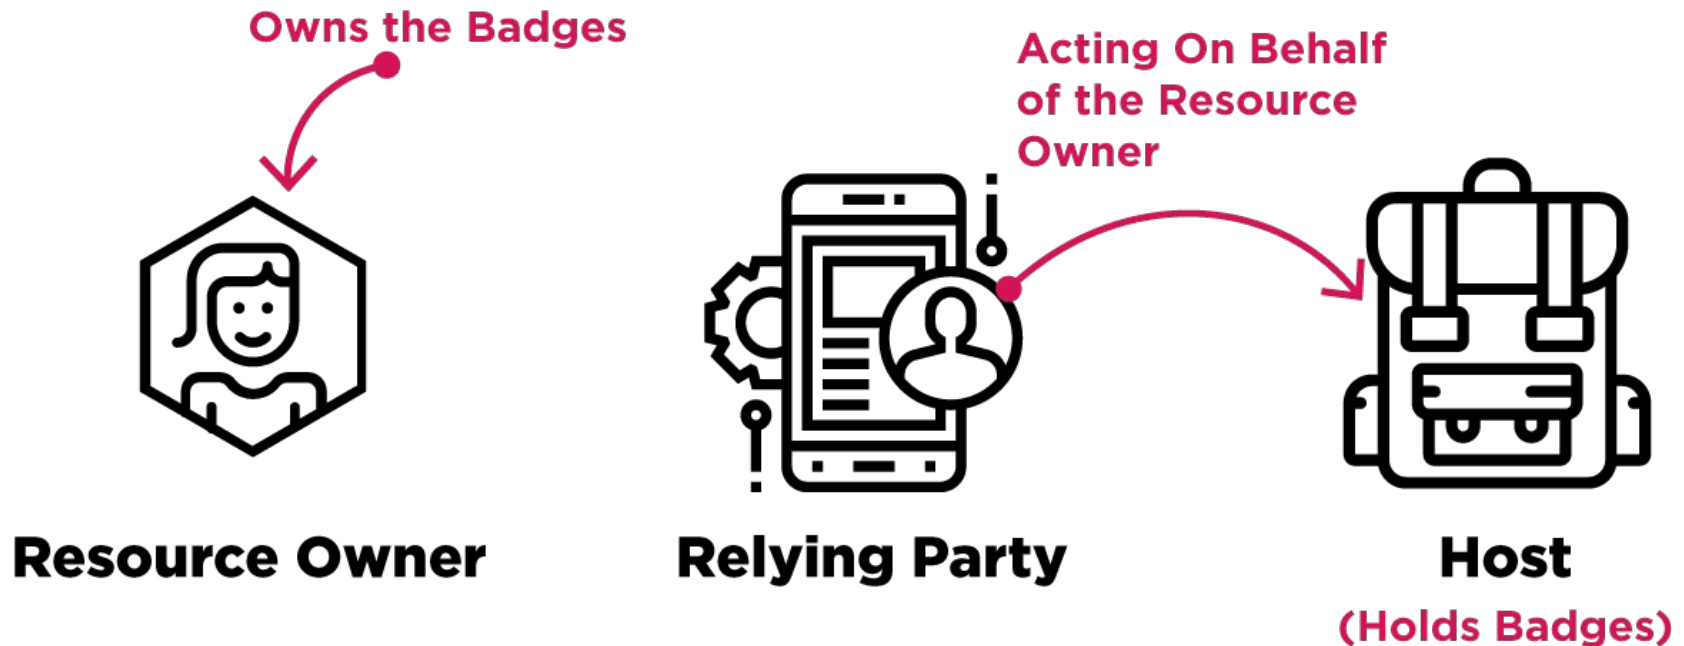 Owns the Badges
Acting On Behalf
of the Resource
Owner
Resource Owner
Relying Party
Host
(Holds Badges)